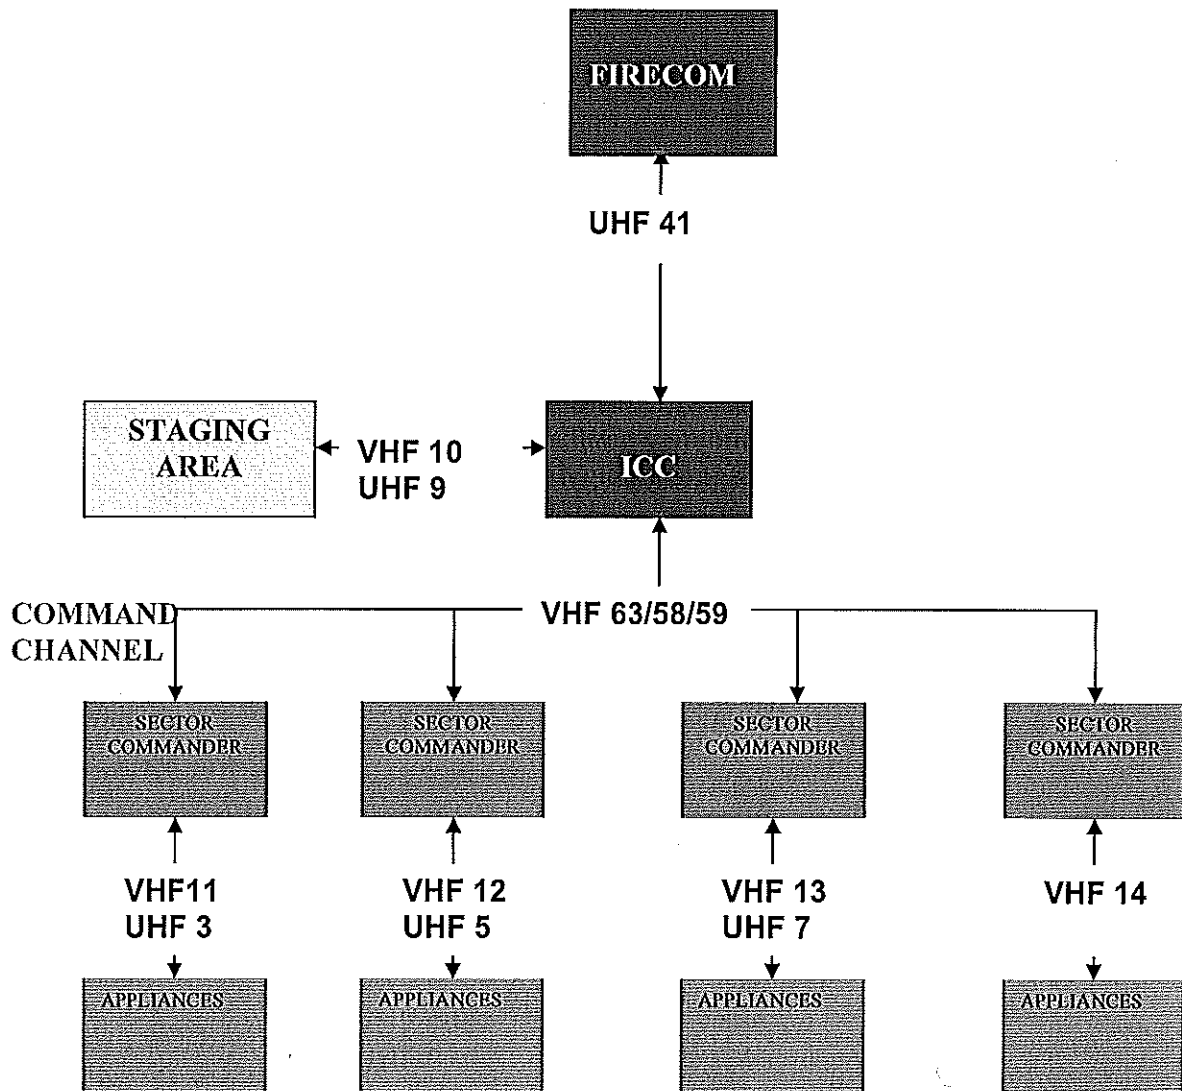 FIRECOM
UHF 41
STAGING
AREA
VHF 10
UHF 9
ICC
COMMAND
CHANNEL
VHF 63/58/59
SECTOR
COMMANDER
SECTOR
COMMANDER
SECTOR
COMMANDER
SECTOR
COMMANDER
VHF11
UHF 3
VHF 12
UHF 5
VHF 13
UHF 7
VHF 14
APPLIANCES
APPLIANCES
APPLIANCES
APPLIANCES